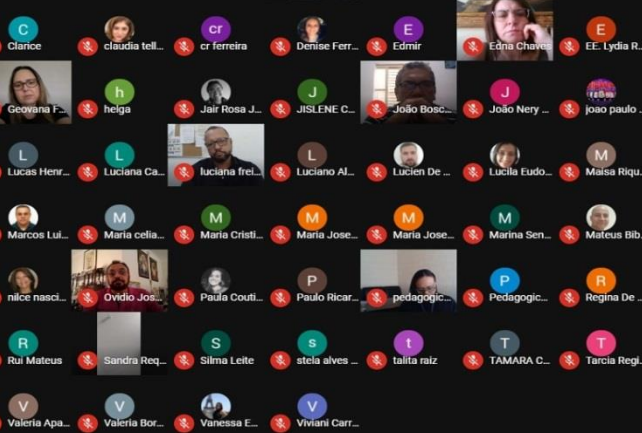 C
cr
E
E
Clarice
claudia tell...
cr ferreira
Denise Ferr...
Edmir
Edna Chaves
EE. Lydia R...
h
J
J
Geovana F...
helga
Jair Rosa J...
JISLENE C...
João Bosc...
João Nery ...
joao paulo
L
L
L
M
Lucas Henr...
Luciana Ca...
luciana frei...
Luciano Al...
Lucien De ...
Lucila Eudo...
Maisa Riqu...
M
M
M
M
M
Marcos Lui...
Maria celia...
Maria Cristi...
Maria Jose...
Maria Jose...
Marina Sen...
Mateus Bib...
P
P
R
nilce nasci...
Ovidio Jos...
Paula Couti...
Paulo Ricar...
pedagogic...
Pedagogic...
Regina De ...
R
S
s
t
T
T
Rui Mateus
Sandra Req...
Silma Leite
stela alves ...
talita raiz
TAMARA C...
Tarcia Regi...
V
V
V
Valeria Apa...
Valeria Bor...
Vanessa E...
Viviani Carr...